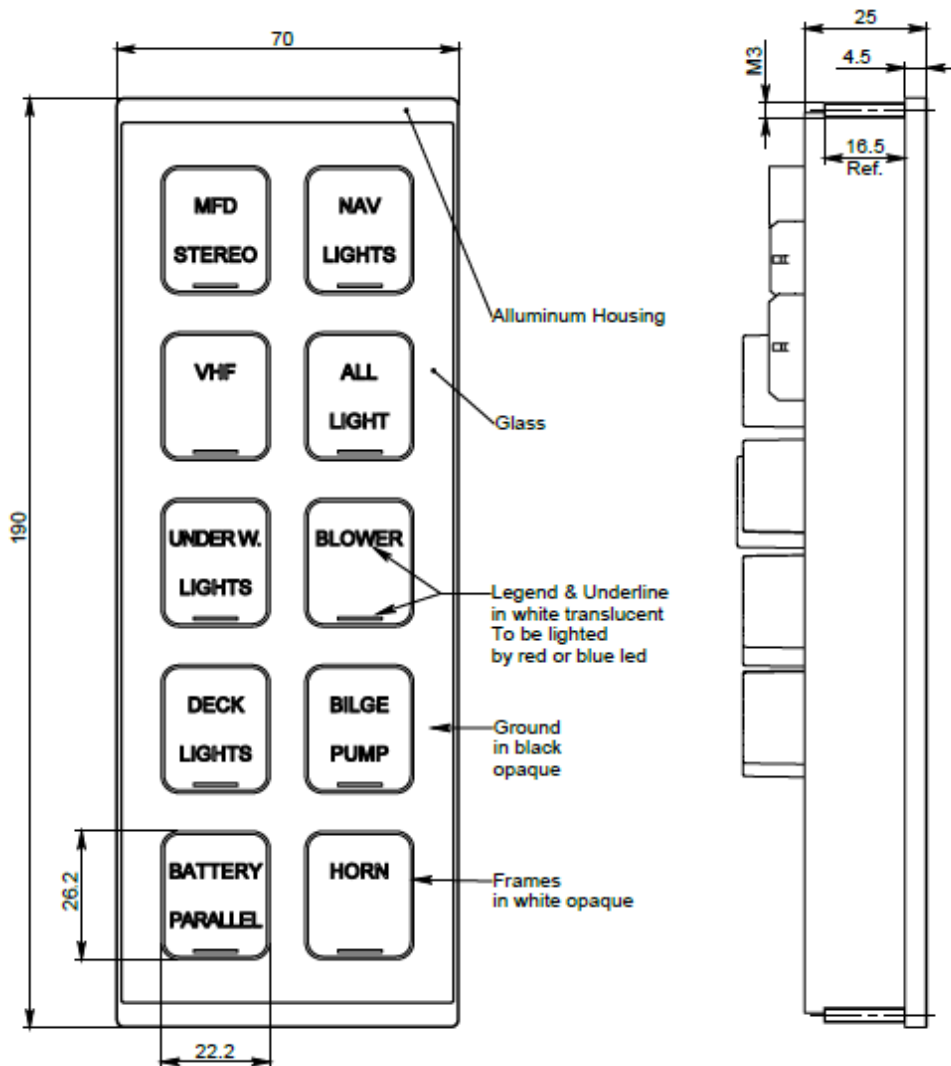 70
25
4.5
M3
16.5
Ref.
190
MFD
STEREO
NAV
LIGHTS
Alluminum Housing
VHF
ALL
LIGHT
Glass
UNDER W.
LIGHTS
BLOWER
Legend & Underline
in white translucent
To be lighted
by red or blue led
DECK
LIGHTS
BILGE
PUMP
Ground
in black
opaque
26.2
BATTERY
PARALLEL
HORN
Frames
in white opaque
22.2